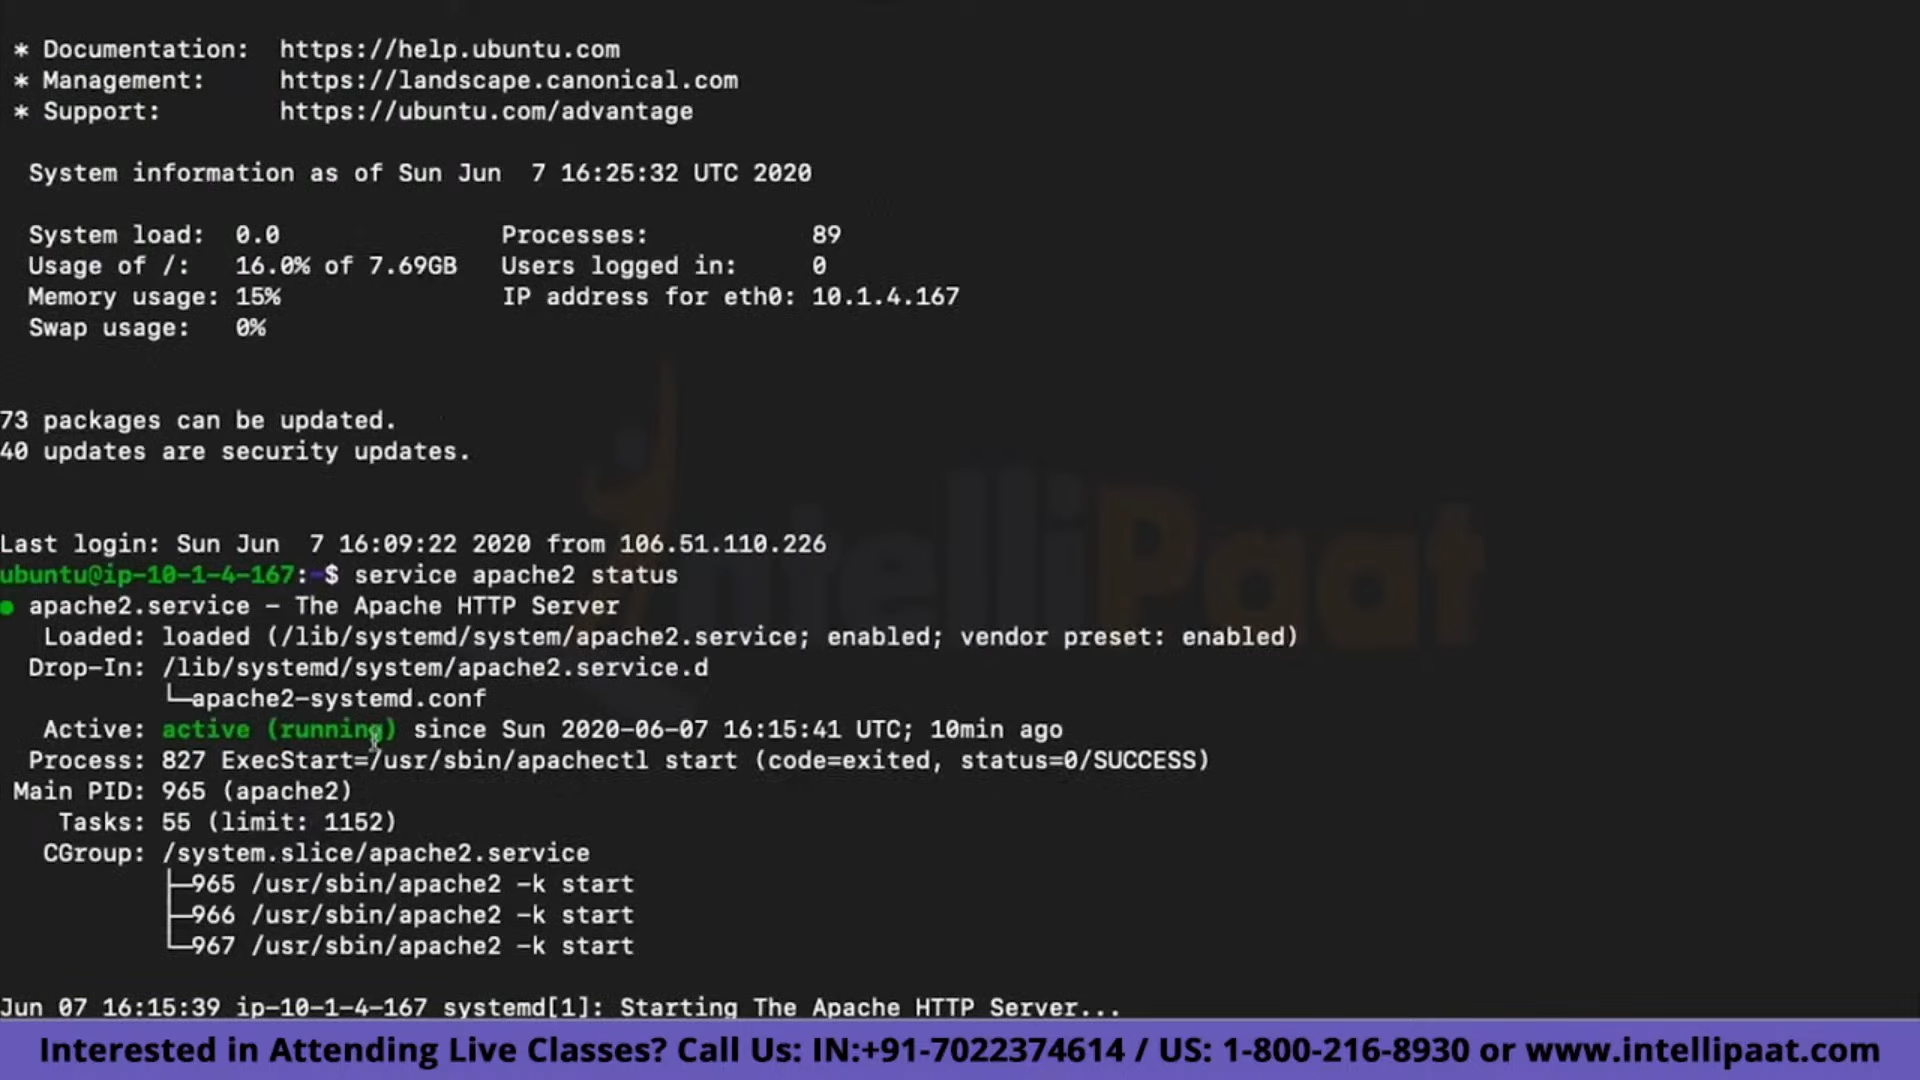 * Documentation:  https://help.ubuntu.com
* Management:     https://landscape.canonical.com
* Support:        https://ubuntu.com/advantage
System information as of Sun Jun  7 16:25:32 UTC 2020
System load:  0.0               Processes:           89
Usage of /:   16.0% of 7.69GB   Users logged in:     0
Memory usage: 15%               IP address for eth0: 10.1.4.167
Swap usage:   0%
73 packages can be updated.
40 updates are security updates.
Last login: Sun Jun  7 16:09:22 2020 from 106.51.110.226
ubuntu@ip-10-1-4-167:~$ service apache2 status
● apache2.service - The Apache HTTP Server
Loaded: loaded (/lib/systemd/system/apache2.service; enabled; vendor preset: enabled)
Drop-In: /lib/systemd/system/apache2.service.d
└─apache2-systemd.conf
Active: active (running) since Sun 2020-06-07 16:15:41 UTC; 10min ago
Process: 827 ExecStart=/usr/sbin/apachectl start (code=exited, status=0/SUCCESS)
Main PID: 965 (apache2)
Tasks: 55 (limit: 1152)
CGroup: /system.slice/apache2.service
├─965 /usr/sbin/apache2 -k start
├─966 /usr/sbin/apache2 -k start
└─967 /usr/sbin/apache2 -k start
Jun 07 16:15:39 ip-10-1-4-167 systemd[1]: Starting The Apache HTTP Server...
IntelliPaat
Interested in Attending Live Classes? Call Us: IN:+91-7022374614 / US: 1-800-216-8930 or www.intellipaat.com